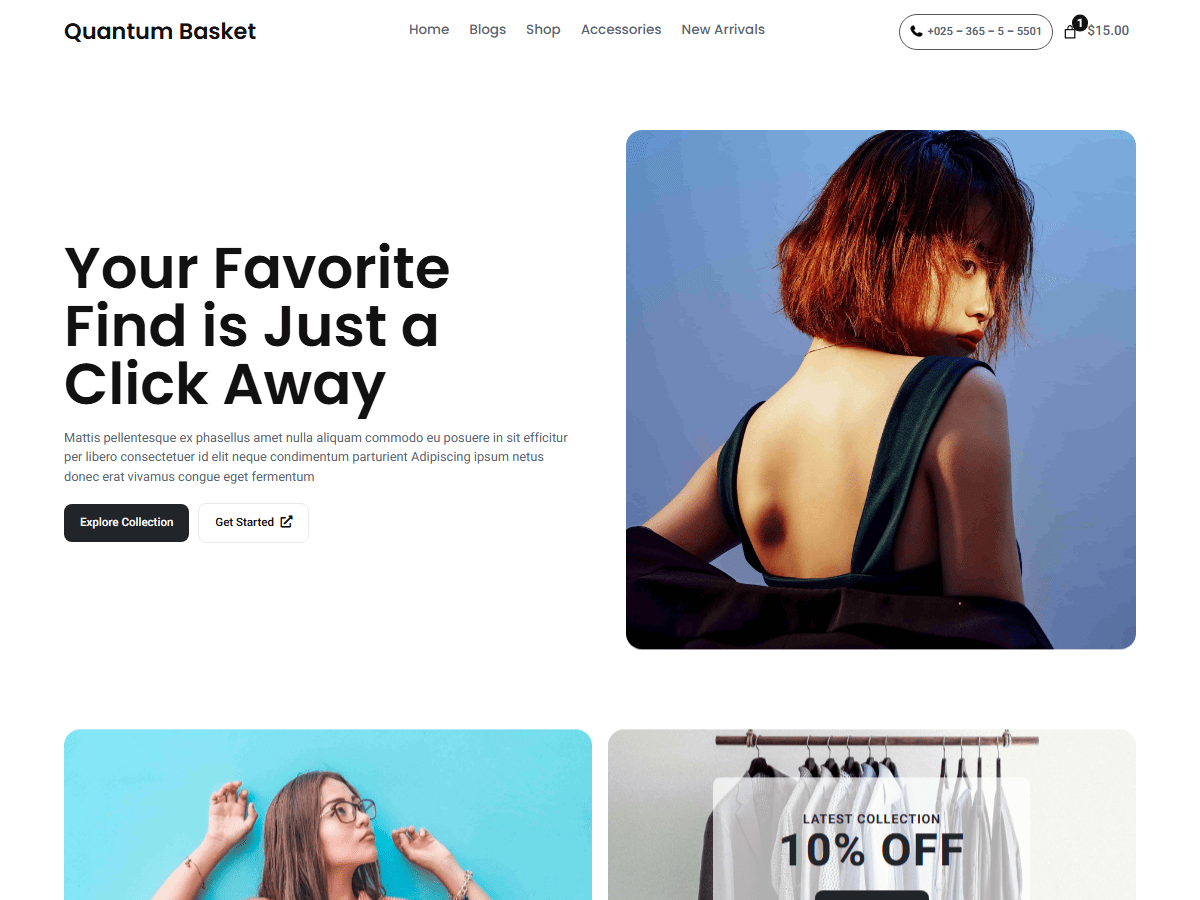 Quantum Basket
Home Blogs Shop Accessories New Arrivals
+025 – 365 – 5 – 5501
1
$15.00
Your Favorite
Find is Just a
Click Away
Mattis pellentesque ex phasellus amet nulla aliquam commodo eu posuere in sit efficitur
per libero consectetuer id elit neque condimentum parturient Adipiscing ipsum netus
donec erat vivamus congue eget fermentum
Explore Collection
Get Started
LATEST COLLECTION
10% OFF